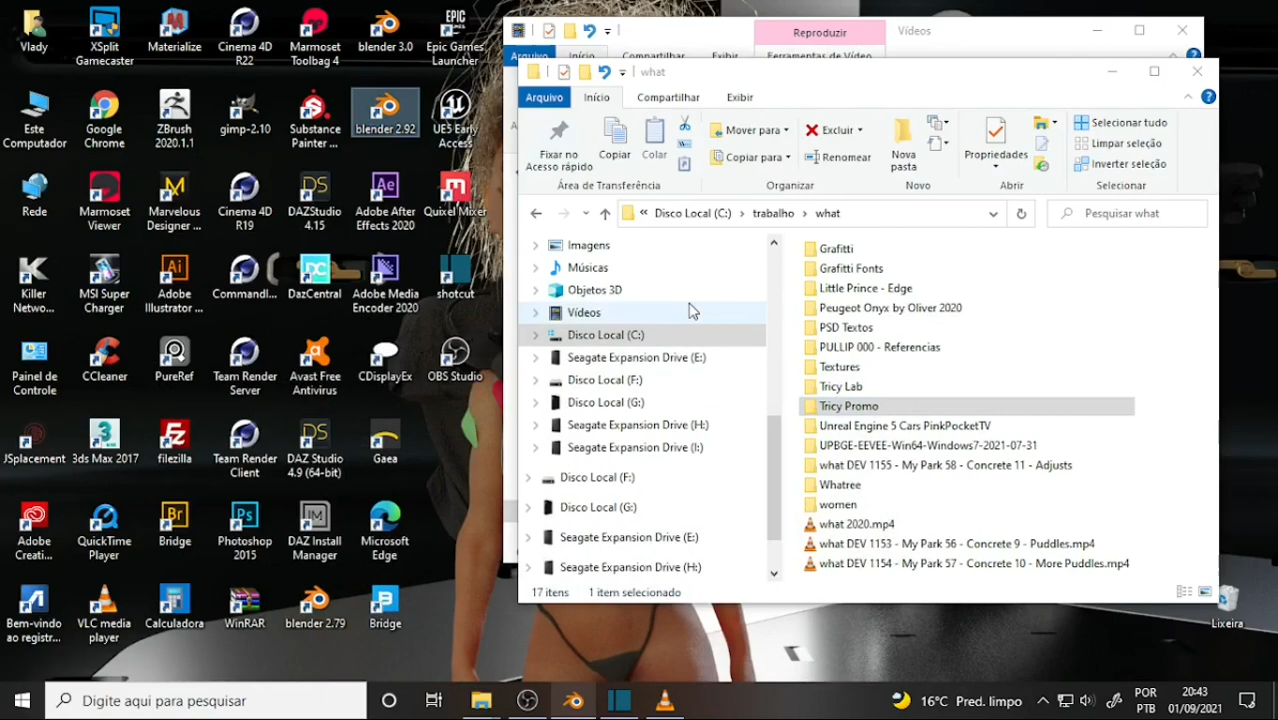 Vlady
XSplit Gamecaster
Materialize
Cinema 4D R22
Marmoset Toolbag 4
blender 3.0
Epic Games Launcher
Este Computador
Google Chrome
ZBrush 2020.1.1
gimp-2.10
Substance Painter ...
blender 2.92
UE5 Early Access
Rede
Marmoset Viewer
Marvelous Designer ...
Cinema 4D R19
DAZStudio 4.15
Adobe After Effects 2020
Quixel Mixer
Killer Netwo...
MSI Super Charger
Adobe Illustrator ...
Commandl...
DazCentral
Adobe Media Encoder 2020
shotcut
Painel de Controle
CCleaner
PureRef
Team Render Server
Avast Free Antivirus
CDisplayEx
OBS Studio
JSplacement
3ds Max 2017
filezilla
Team Render Client
DAZ Studio 4.9 (64-bit)
Gaea
Adobe Creati...
QuickTime Player
Bridge
Photoshop 2015
DAZ Install Manager
Microsoft Edge
Bem-vindo ao registr...
VLC media player
Calculadora
WinRAR
blender 2.79
Bridge
Reproduzir
Vídeos
Arquivo Início Compartilhar Exibir Ferramentas de Vídeo
what
Arquivo Início Compartilhar Exibir
Fixar no Acesso rápido
Copiar
Colar
Mover para
Copiar para
Excluir
Renomear
Nova pasta
Propriedades
Selecionar tudo
Limpar seleção
Inverter seleção
Área de Transferência Organizar Novo Abrir Selecionar
« Disco Local (C:) > trabalho > what
Pesquisar what
Imagens
Músicas
Objetos 3D
Vídeos
Disco Local (C:)
Seagate Expansion Drive (E:)
Disco Local (F:)
Disco Local (G:)
Seagate Expansion Drive (H:)
Seagate Expansion Drive (I:)
Disco Local (F:)
Disco Local (G:)
Seagate Expansion Drive (E:)
Seagate Expansion Drive (H:)
Grafitti
Grafitti Fonts
Little Prince - Edge
Peugeot Onyx by Oliver 2020
PSD Textos
PULLIP 000 - Referencias
Textures
Tricy Lab
Tricy Promo
Unreal Engine 5 Cars PinkPocketTV
UPBGE-EEVEE-Win64-Windows7-2021-07-31
what DEV 1155 - My Park 58 - Concrete 11 - Adjusts
Whatree
women
what 2020.mp4
what DEV 1153 - My Park 56 - Concrete 9 - Puddles.mp4
what DEV 1154 - My Park 57 - Concrete 10 - More Puddles.mp4
17 itens 1 item selecionado
Lixeira
Digite aqui para pesquisar
16°C Pred. limpo
POR
PTB
20:43
01/09/2021